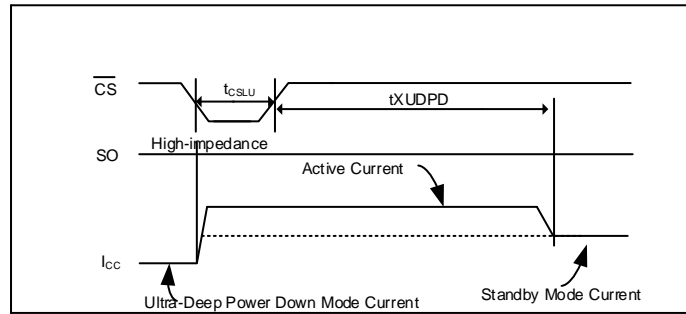 CS
tCSLU
tXUDPD
High-impedance
SO
Active Current
ICC
Ultra-Deep Power Down Mode Current
Standby Mode Current